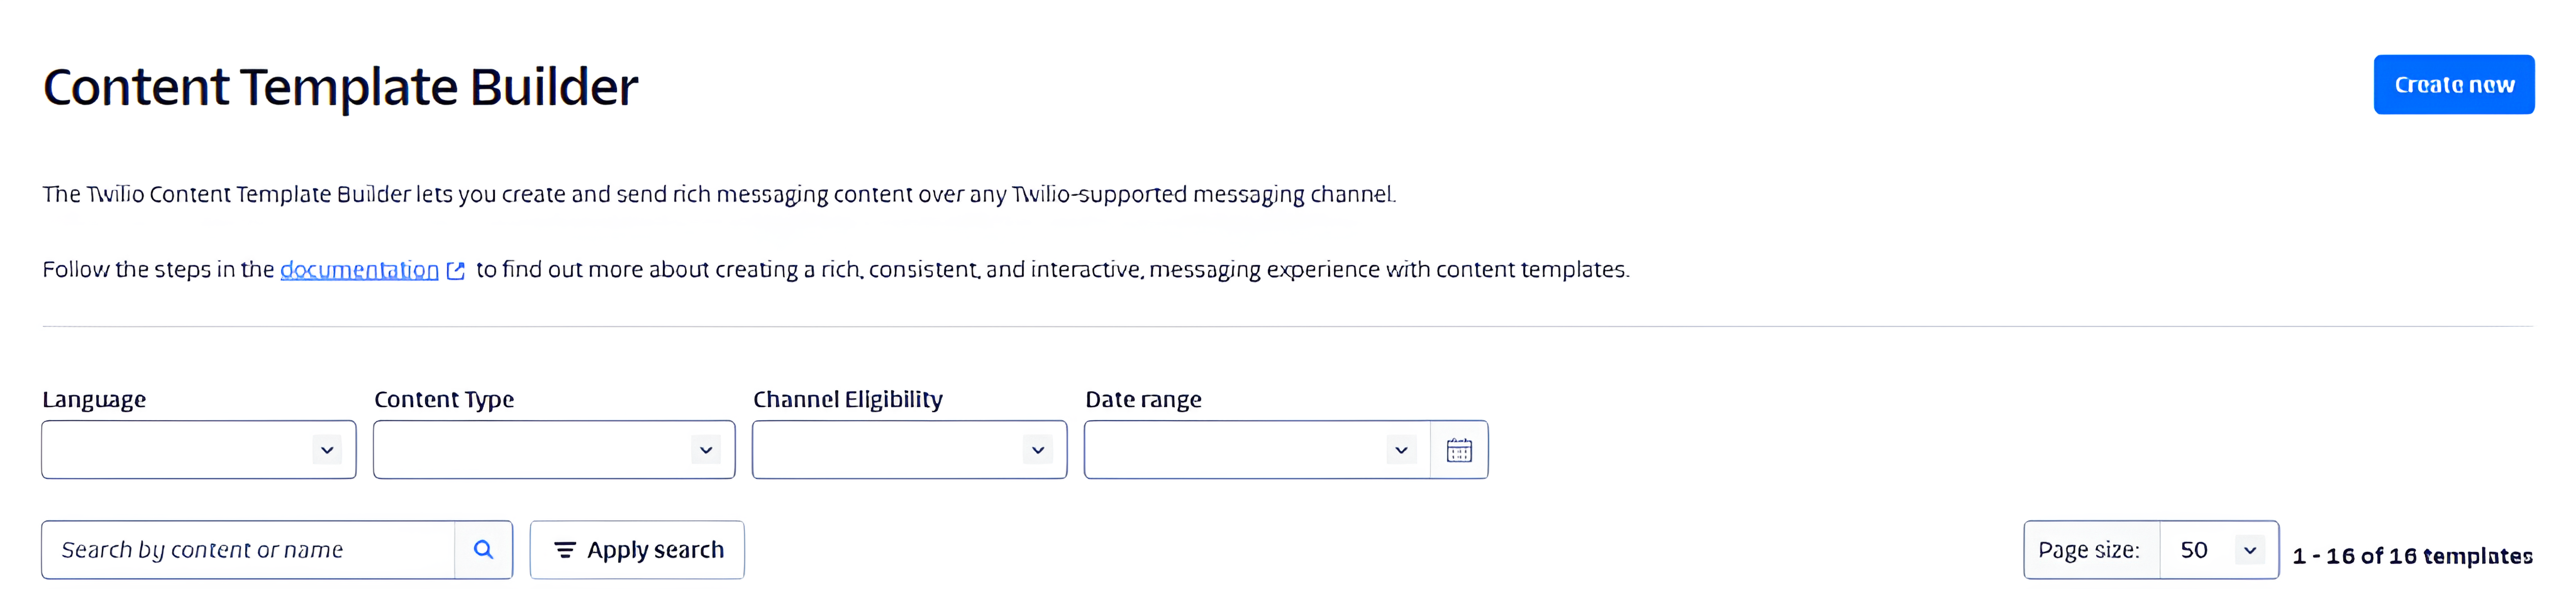 Content Template Builder
Create new
The Twilio Content Template Builder lets you create and send rich messaging content over any Twilio-supported messaging channel.
Follow the steps in the documentation to find out more about creating a rich, consistent, and interactive, messaging experience with content templates.
Language Content Type Channel Eligibility Date range
Search by content or name Apply search Page size: 50 1 - 16 of 16 templates